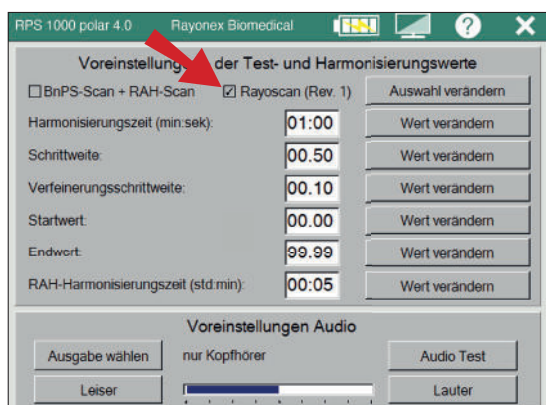 RPS 1000 polar 4.0 Rayonex Biomedical ?
Voreinstellung der Test- und Harmonisierungswerte
BnPS-Scan + RAH-Scan Rayoscan (Rev. 1) Auswahl verändern
Harmonisierungszeit (min:sek): 01:00 Wert verändern
Schrittweite: 00.50 Wert verändern
Verfeinerungsschrittweite: 00.10 Wert verändern
Startwert: 00.00 Wert verändern
Endwert: 99.99 Wert verändern
RAH-Harmonisierungszeit (std:min): 00:05 Wert verändern
Voreinstellungen Audio
Ausgabe wählen nur Kopfhörer Audio Test
Leiser Lauter